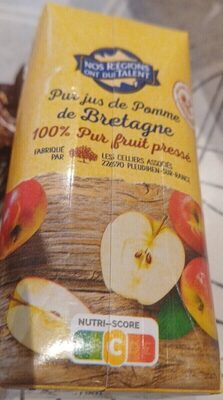 NOS RÉGIONS
ONT DU TALENT
Pur jus de Pomme
de Bretagne
100% Pur fruit pressé
FABRIQUÉ
PAR
LES CELLIERS ASSOCIÉS
22690 PLEUDIHEN-SUR-RANCE
NUTRI-SCORE
C